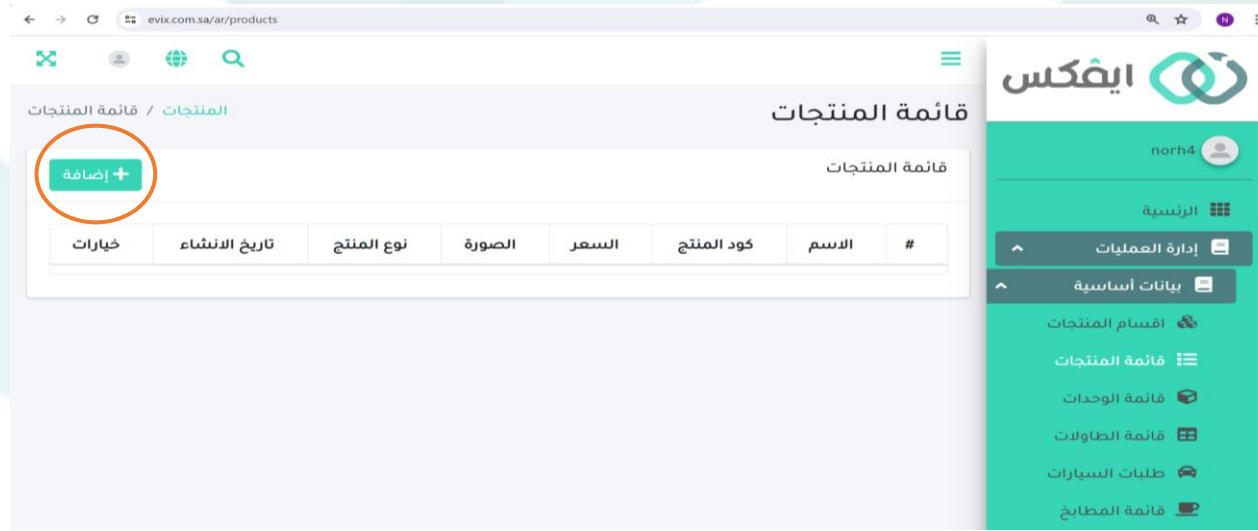 evix.com.sa/ar/products
N
ايفكس
norh4
الرئسية
إدارة العمليات
بيانات أساسية
اقسام المنتجات
قائمة المنتجات
قائمة الوحدات
قائمة الطاولات
طلبات السيارات
قائمة المطابخ
قائمة المنتجات
المنتجات / قائمة المنتجات
قائمة المنتجات
+ إضافة
# الاسم كود المنتج السعر الصورة نوع المنتج تاريخ الانشاء خيارات